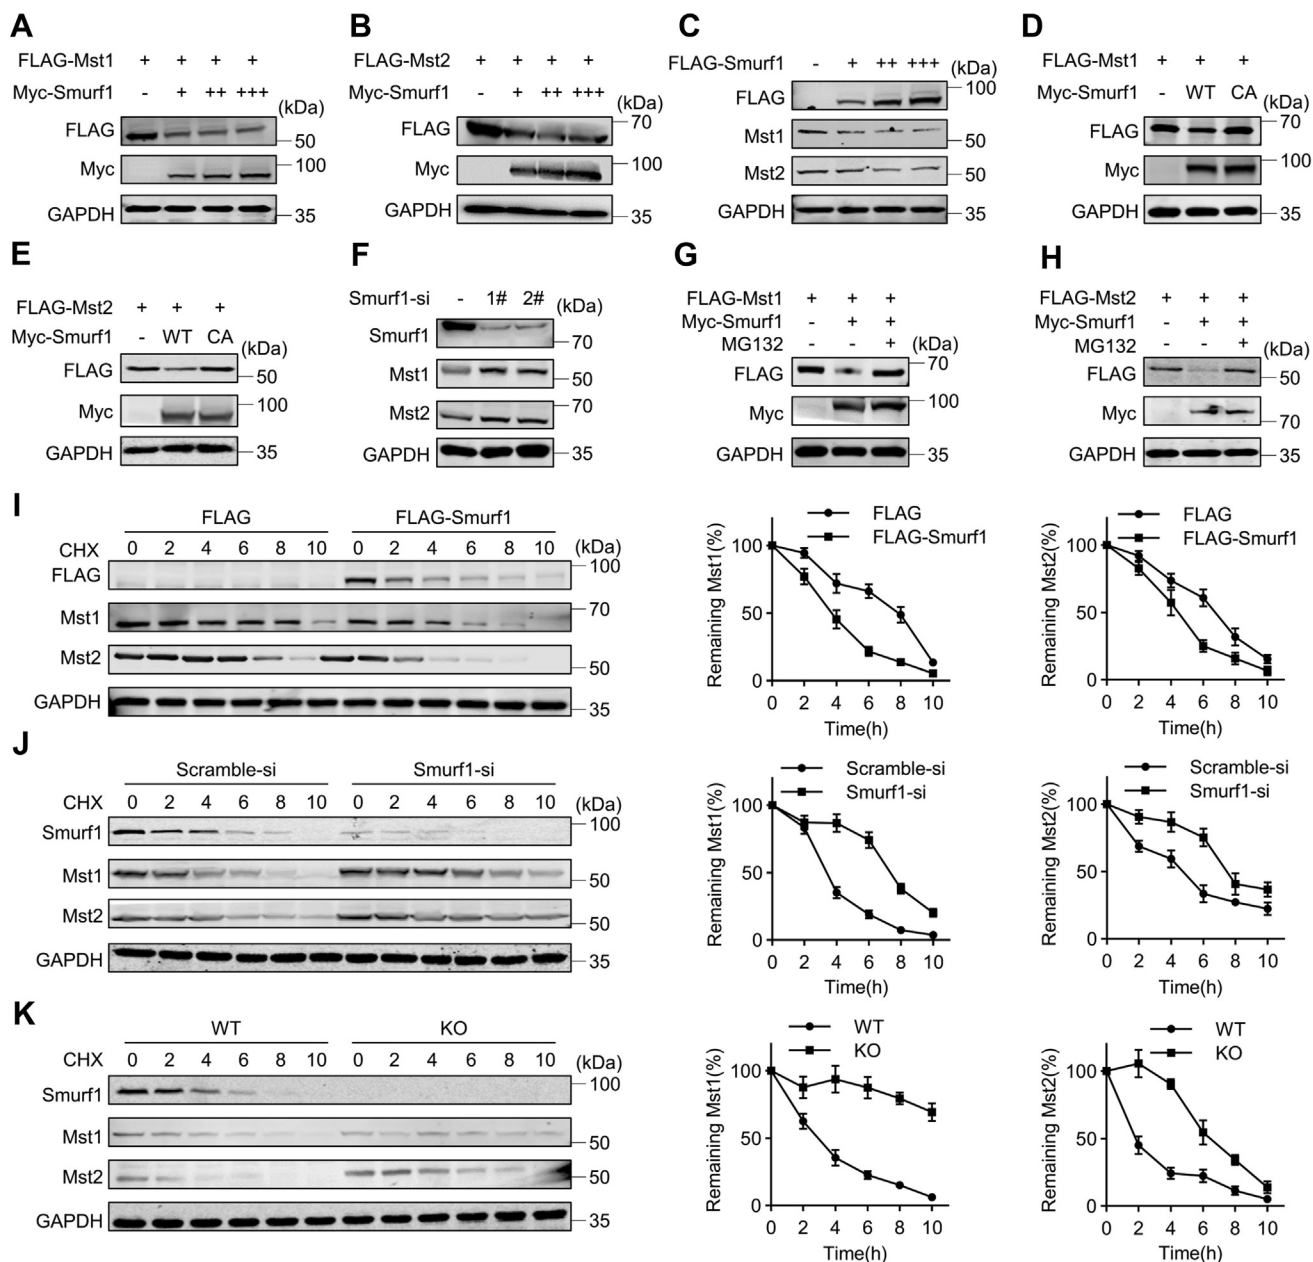 A
FLAG-Mst1 + + + +
Myc-Smurf1 - + ++ +++ (kDa)
FLAG 50
Myc 100
GAPDH 35
B
FLAG-Mst2 + + + +
Myc-Smurf1 - + ++ +++ (kDa)
FLAG 70
Myc 100
GAPDH 35
C
FLAG-Smurf1 - + ++ +++ (kDa)
FLAG 100
Mst1 50
Mst2 50
GAPDH 35
D
FLAG-Mst1 + + +
Myc-Smurf1 - WT CA (kDa)
FLAG 70
Myc 100
GAPDH 35
E
FLAG-Mst2 + + +
Myc-Smurf1 - WT CA (kDa)
FLAG 50
Myc 100
GAPDH 35
F
Smurf1-si - 1# 2# (kDa)
Smurf1 70
Mst1 50
Mst2 70
GAPDH 35
G
FLAG-Mst1 + + +
Myc-Smurf1 - + +
MG132 - - + (kDa)
FLAG 70
Myc 100
GAPDH 35
H
FLAG-Mst2 + + +
Myc-Smurf1 - + +
MG132 - - + (kDa)
FLAG 50
Myc 70
GAPDH 35
I
FLAG FLAG-Smurf1
CHX 0 2 4 6 8 10 0 2 4 6 8 10 (kDa)
FLAG 100
Mst1 70
Mst2 50
GAPDH 35
FLAG
FLAG-Smurf1
Remaining Mst1(%)
100
50
0
0 2 4 6 8 10
Time(h)
FLAG
FLAG-Smurf1
Remaining Mst2(%)
100
50
0
0 2 4 6 8 10
Time(h)
J
Scramble-si Smurf1-si
CHX 0 2 4 6 8 10 0 2 4 6 8 10 (kDa)
Smurf1 100
Mst1 50
Mst2 50
GAPDH 35
Scramble-si
Smurf1-si
Remaining Mst1(%)
100
50
0
0 2 4 6 8 10
Time(h)
Scramble-si
Smurf1-si
Remaining Mst2(%)
100
50
0
0 2 4 6 8 10
Time(h)
K
WT KO
CHX 0 2 4 6 8 10 0 2 4 6 8 10 (kDa)
Smurf1 100
Mst1 50
Mst2 50
GAPDH 35
WT
KO
Remaining Mst1(%)
100
50
0
0 2 4 6 8 10
Time(h)
WT
KO
Remaining Mst2(%)
100
50
0
0 2 4 6 8 10
Time(h)